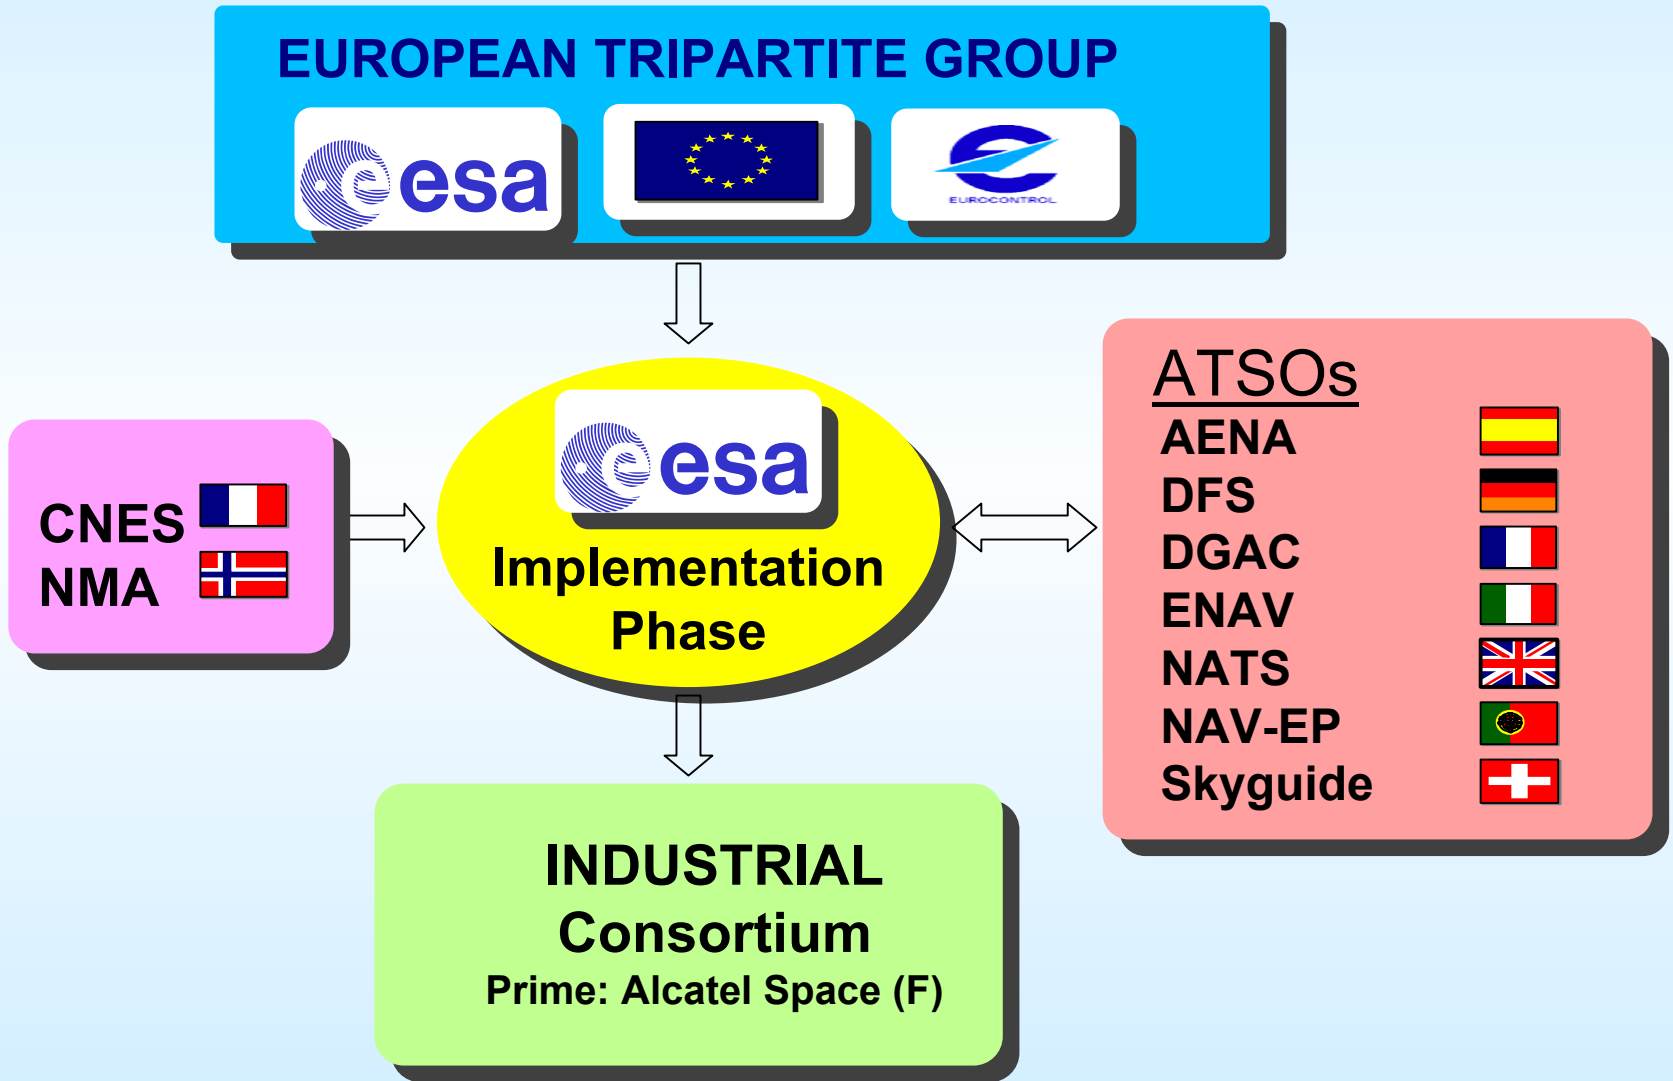 EUROPEAN TRIPARTITE GROUP
esa
EUROCONTROL
esa
Implementation
Phase
CNES
NMA
ATSOs
AENA
DFS
DGAC
ENAV
NATS
NAV-EP
Skyguide
INDUSTRIAL
Consortium
Prime: Alcatel Space (F)